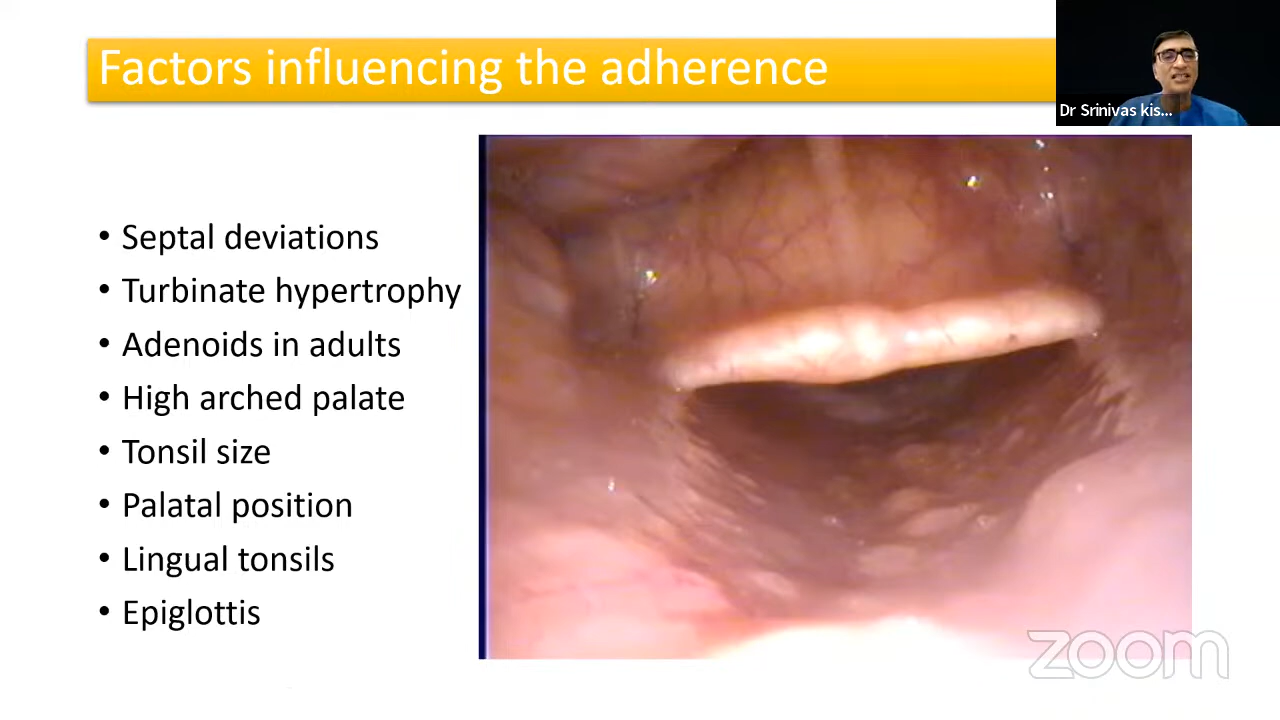 Factors influencing the adherence
Dr Srinivas kis...
• Septal deviations
• Turbinate hypertrophy
• Adenoids in adults
• High arched palate
• Tonsil size
• Palatal position
• Lingual tonsils
• Epiglottis
zoom